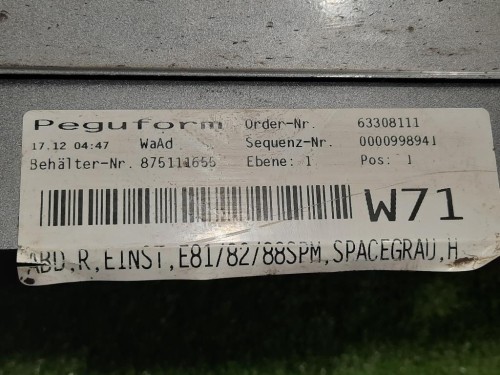 Peguform Order-Nr. 63308111
17.12 04:47 WaAd Sequenz-Nr. 0000998941
Behälter-Nr. 875111655 Ebene: 1 Pos: 1
W71
ABD,R,EINST,E81/82/88SPM,SPACEGRAU,H